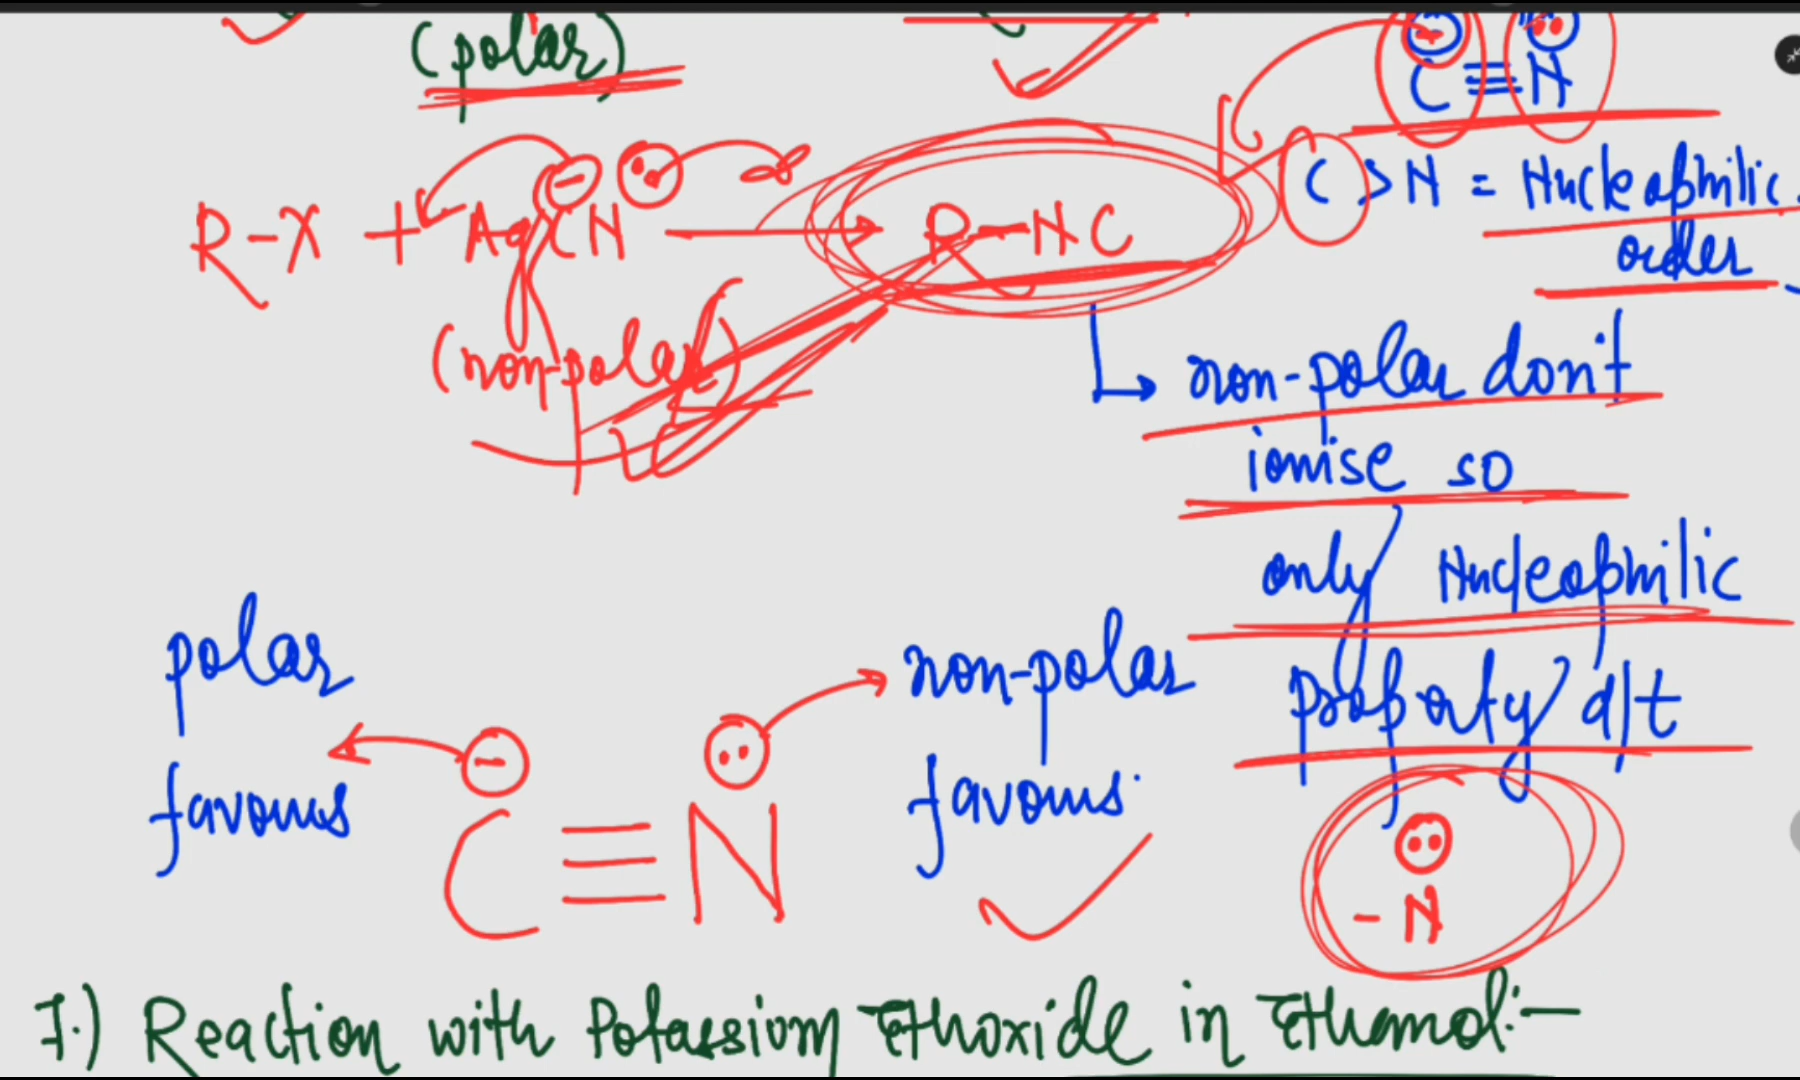 (polar)
C≡N
R-X + AgCN → R-NC
C > N = Nucleophilic
order
(non-polar)
→ non-polar don't
ionise so
only Nucleophilic
property d/t
-N̈
polar
favours
C≡N
non-polar
favours
7.) Reaction with Potassium Ethoxide in Ethanol:-